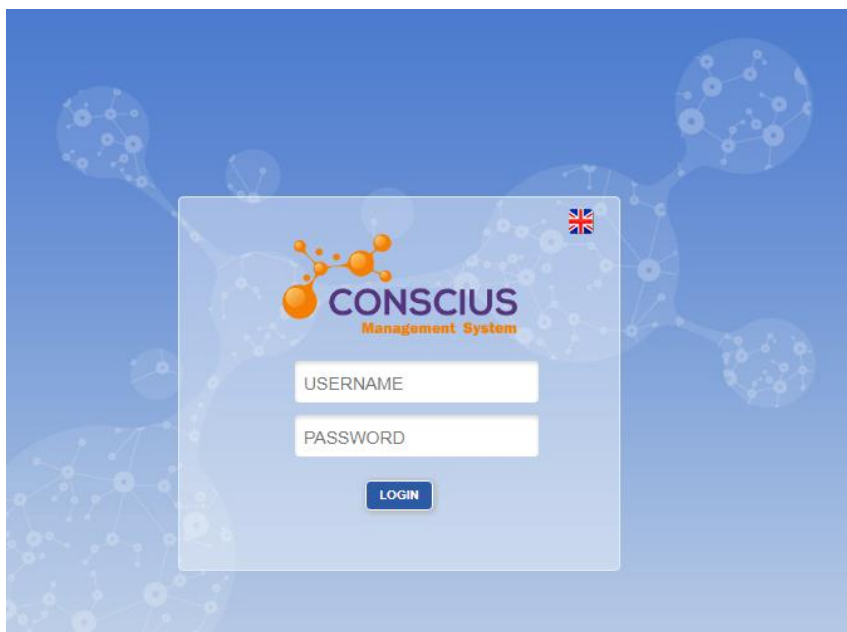 CONSCIUS
Management System
USERNAME
PASSWORD
LOGIN